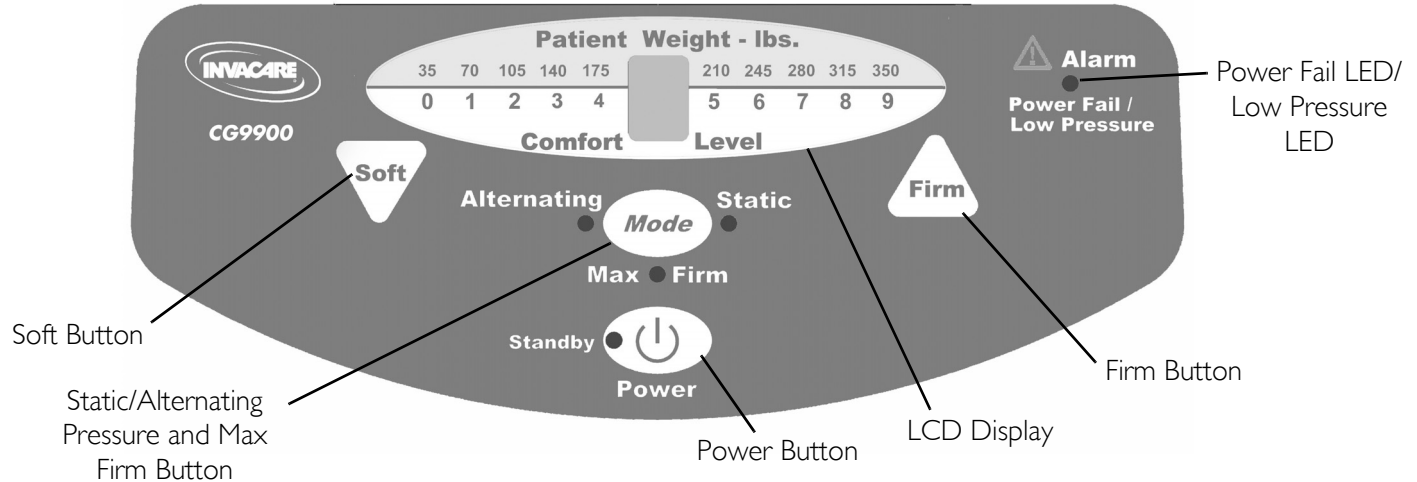 Patient Weight - lbs.
35 70 105 140 175 210 245 280 315 350
0 1 2 3 4 5 6 7 8 9
Comfort Level
INVACARE
CG9900
Alarm
Power Fail /
Low Pressure
Power Fail LED/
Low Pressure
LED
Soft
Firm
Alternating
Mode
Static
Max Firm
Standby
Power
Soft Button
Static/Alternating
Pressure and Max
Firm Button
Power Button
LCD Display
Firm Button